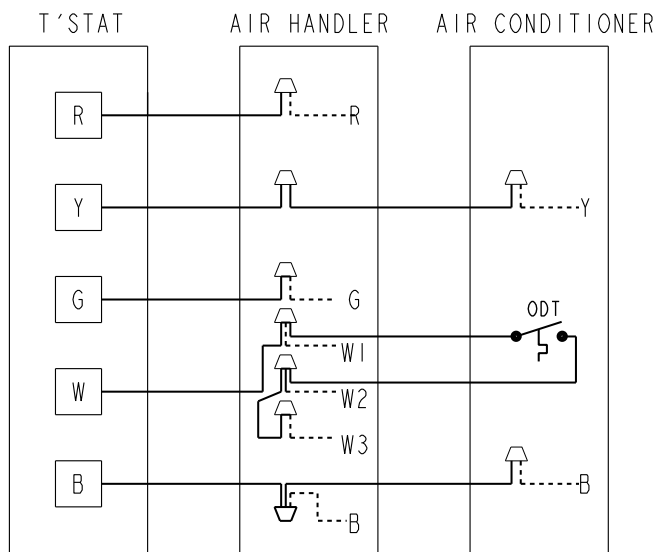 T'STAT AIR HANDLER AIR CONDITIONER
R R
Y Y
G G
ODT
W1
W W2
W3
B B
B